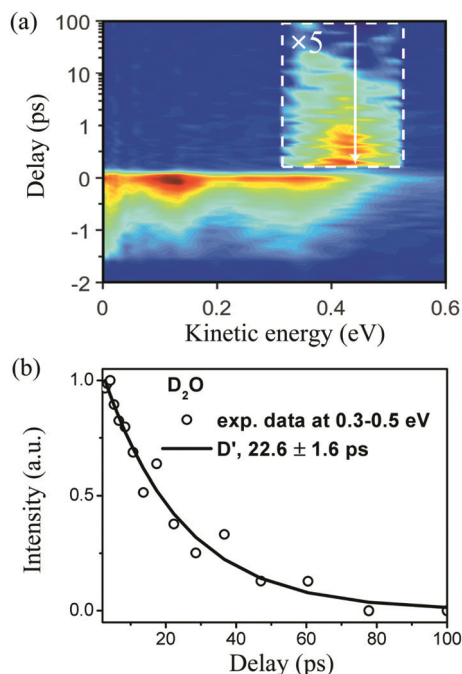 (a)
×5
Delay (ps)
100
10
1
0
-1
-2
0 0.2 0.4 0.6
Kinetic energy (eV)
(b)
D₂O
exp. data at 0.3-0.5 eV
D', 22.6 ± 1.6 ps
Intensity (a.u.)
1.0
0.5
0.0
20 40 60 80 100
Delay (ps)